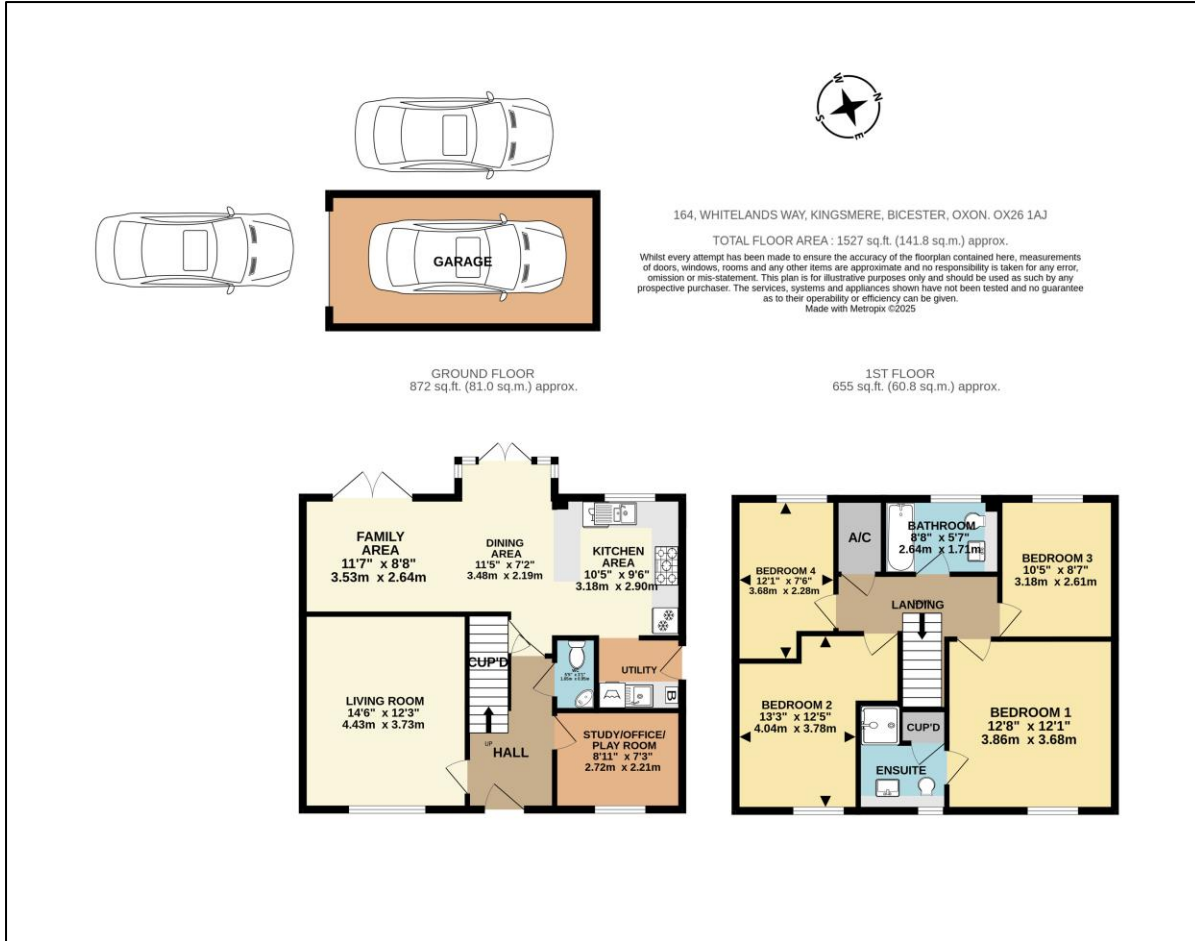 W
N
S
E
164, WHITELANDS WAY, KINGSMERE, BICESTER, OXON. OX26 1AJ
TOTAL FLOOR AREA : 1527 sq.ft. (141.8 sq.m.) approx.
Whilst every attempt has been made to ensure the accuracy of the floorplan contained here, measurements
of doors, windows, rooms and any other items are approximate and no responsibility is taken for any error,
omission or mis-statement. This plan is for illustrative purposes only and should be used as such by any
prospective purchaser. The services, systems and appliances shown have not been tested and no guarantee
as to their operability or efficiency can be given.
Made with Metropix ©2025
GARAGE
GROUND FLOOR
872 sq.ft. (81.0 sq.m.) approx.
1ST FLOOR
655 sq.ft. (60.8 sq.m.) approx.
FAMILY
AREA
11'7" x 8'8"
3.53m x 2.64m
DINING
AREA
11'5" x 7'2"
3.48m x 2.19m
KITCHEN
AREA
10'5" x 9'6"
3.18m x 2.90m
CUP'D
UTILITY
B
LIVING ROOM
14'6" x 12'3"
4.43m x 3.73m
UP
HALL
STUDY/OFFICE/
PLAY ROOM
8'11" x 7'3"
2.72m x 2.21m
A/C
BATHROOM
8'8" x 5'7"
2.64m x 1.71m
BEDROOM 4
12'1" x 7'6"
3.68m x 2.28m
BEDROOM 3
10'5" x 8'7"
3.18m x 2.61m
LANDING
BEDROOM 2
13'3" x 12'5"
4.04m x 3.78m
CUP'D
ENSUITE
BEDROOM 1
12'8" x 12'1"
3.86m x 3.68m